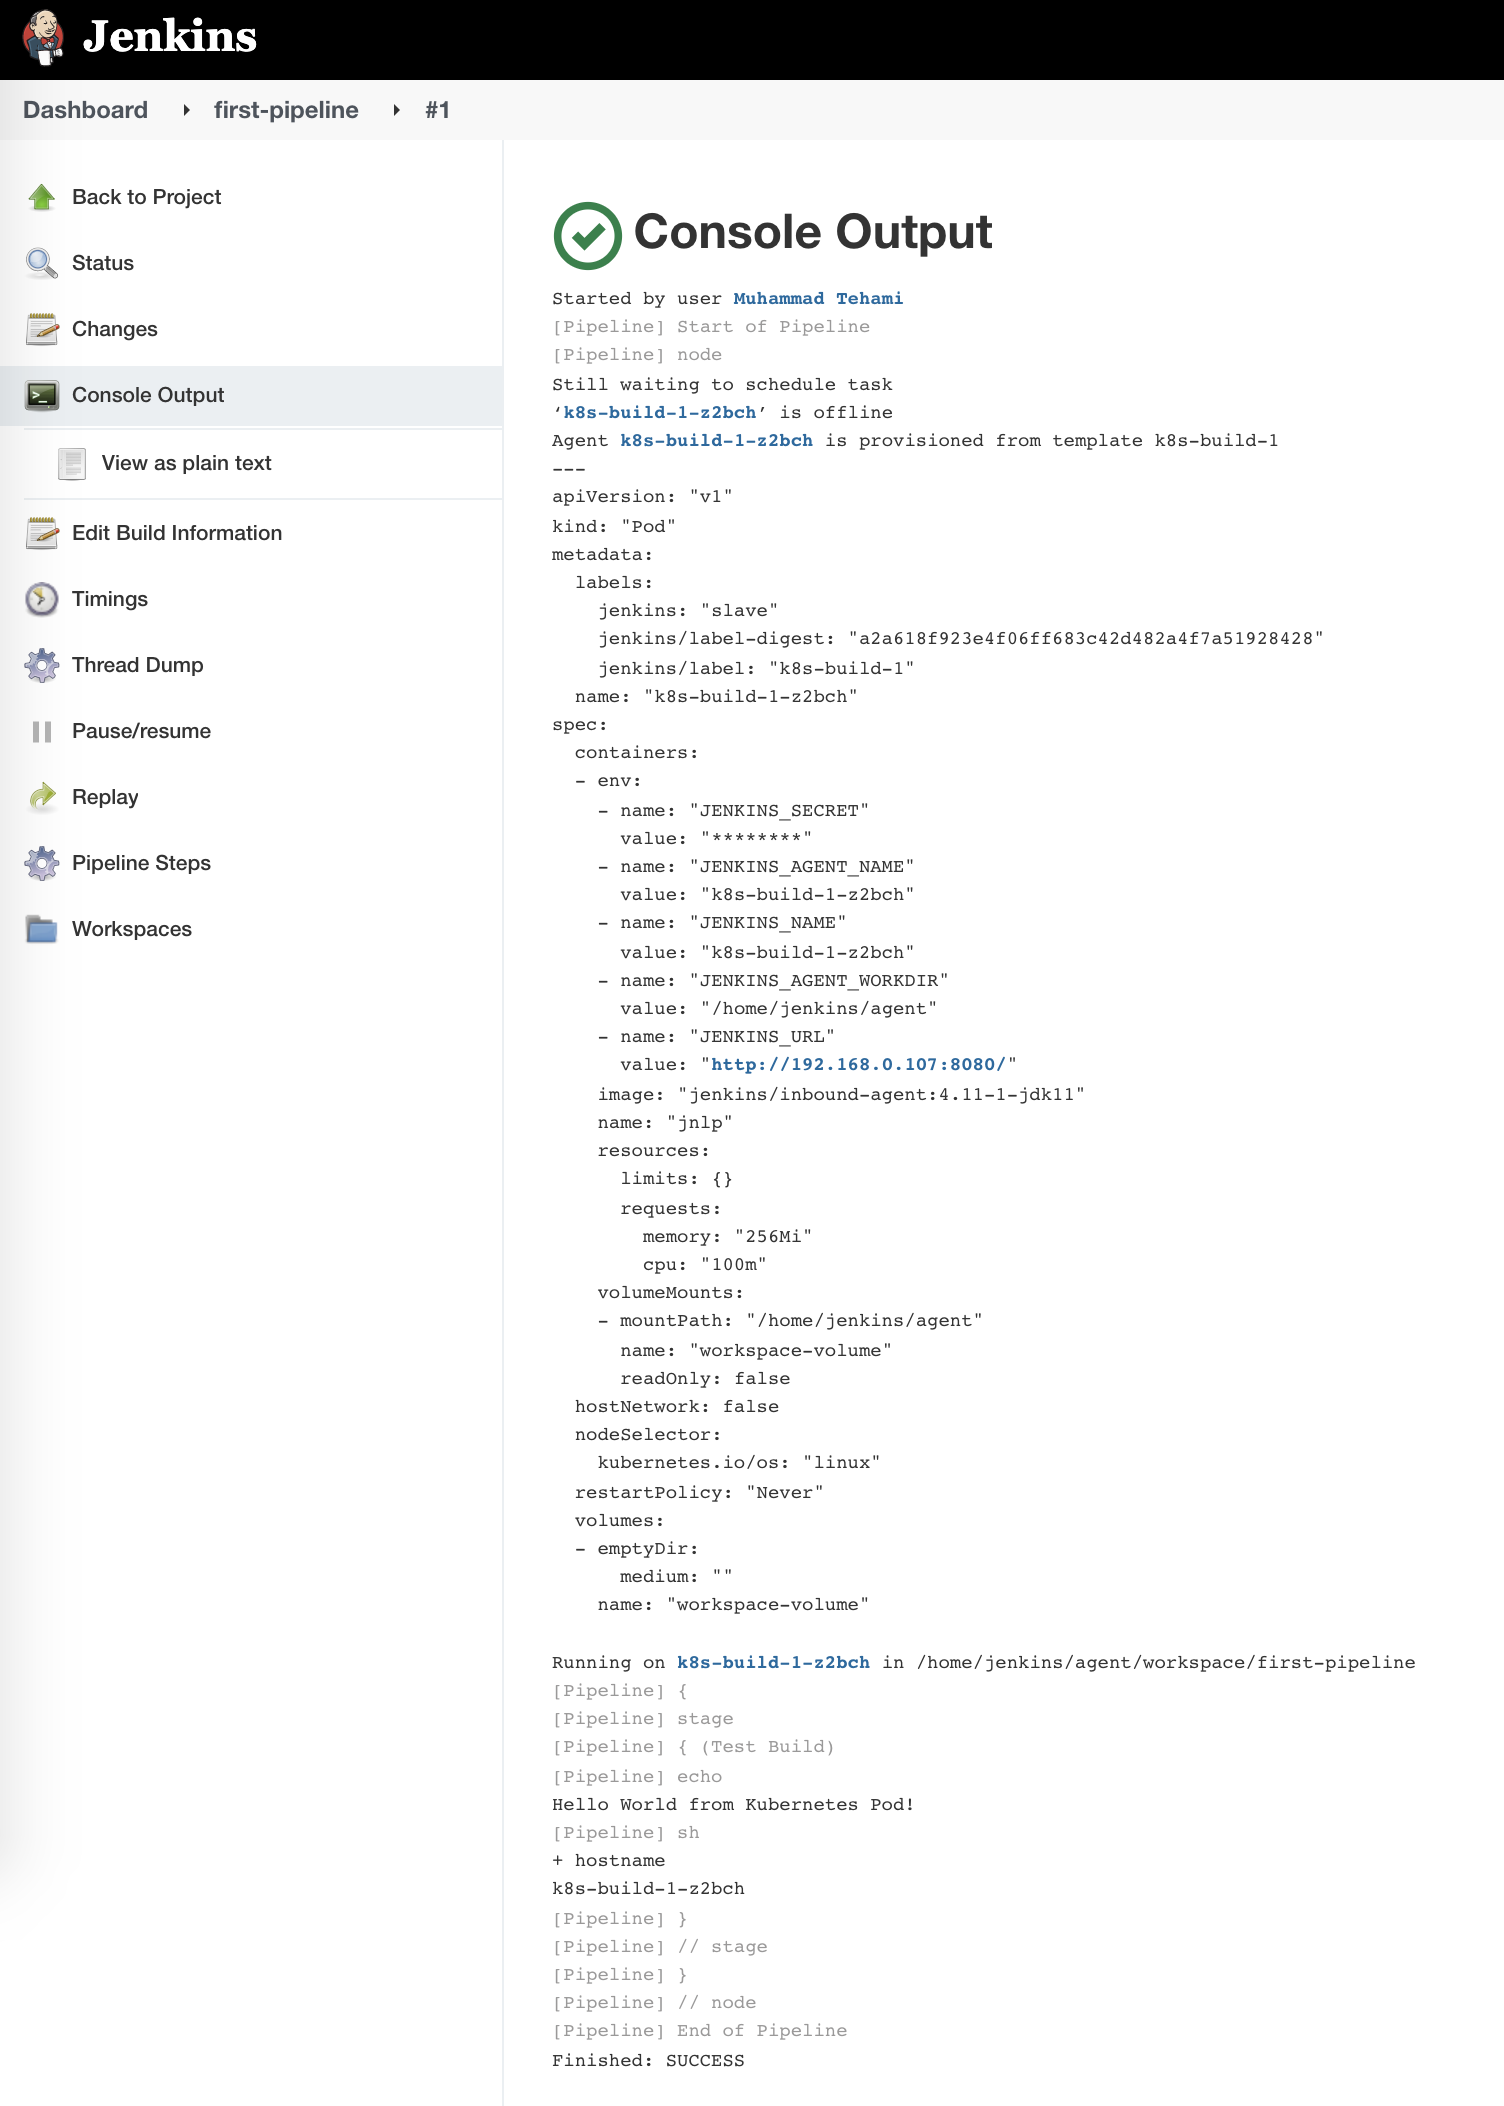 Jenkins
Dashboard
first-pipeline
#1
Back to Project
Status
Changes
Console Output
View as plain text
Edit Build Information
Timings
Thread Dump
Pause/resume
Replay
Pipeline Steps
Workspaces
Console Output
Started by user Muhammad Tehami
[Pipeline] Start of Pipeline
[Pipeline] node
Still waiting to schedule task
‘k8s-build-1-z2bch’ is offline
Agent k8s-build-1-z2bch is provisioned from template k8s-build-1
---
apiVersion: "v1"
kind: "Pod"
metadata:
  labels:
    jenkins: "slave"
    jenkins/label-digest: "a2a618f923e4f06ff683c42d482a4f7a51928428"
    jenkins/label: "k8s-build-1"
  name: "k8s-build-1-z2bch"
spec:
  containers:
  - env:
    - name: "JENKINS_SECRET"
      value: "********"
    - name: "JENKINS_AGENT_NAME"
      value: "k8s-build-1-z2bch"
    - name: "JENKINS_NAME"
      value: "k8s-build-1-z2bch"
    - name: "JENKINS_AGENT_WORKDIR"
      value: "/home/jenkins/agent"
    - name: "JENKINS_URL"
      value: "http://192.168.0.107:8080/"
    image: "jenkins/inbound-agent:4.11-1-jdk11"
    name: "jnlp"
    resources:
      limits: {}
      requests:
        memory: "256Mi"
        cpu: "100m"
    volumeMounts:
    - mountPath: "/home/jenkins/agent"
      name: "workspace-volume"
      readOnly: false
  hostNetwork: false
  nodeSelector:
    kubernetes.io/os: "linux"
  restartPolicy: "Never"
  volumes:
  - emptyDir:
      medium: ""
    name: "workspace-volume"
Running on k8s-build-1-z2bch in /home/jenkins/agent/workspace/first-pipeline
[Pipeline] {
[Pipeline] stage
[Pipeline] { (Test Build)
[Pipeline] echo
Hello World from Kubernetes Pod!
[Pipeline] sh
+ hostname
k8s-build-1-z2bch
[Pipeline] }
[Pipeline] // stage
[Pipeline] }
[Pipeline] // node
[Pipeline] End of Pipeline
Finished: SUCCESS